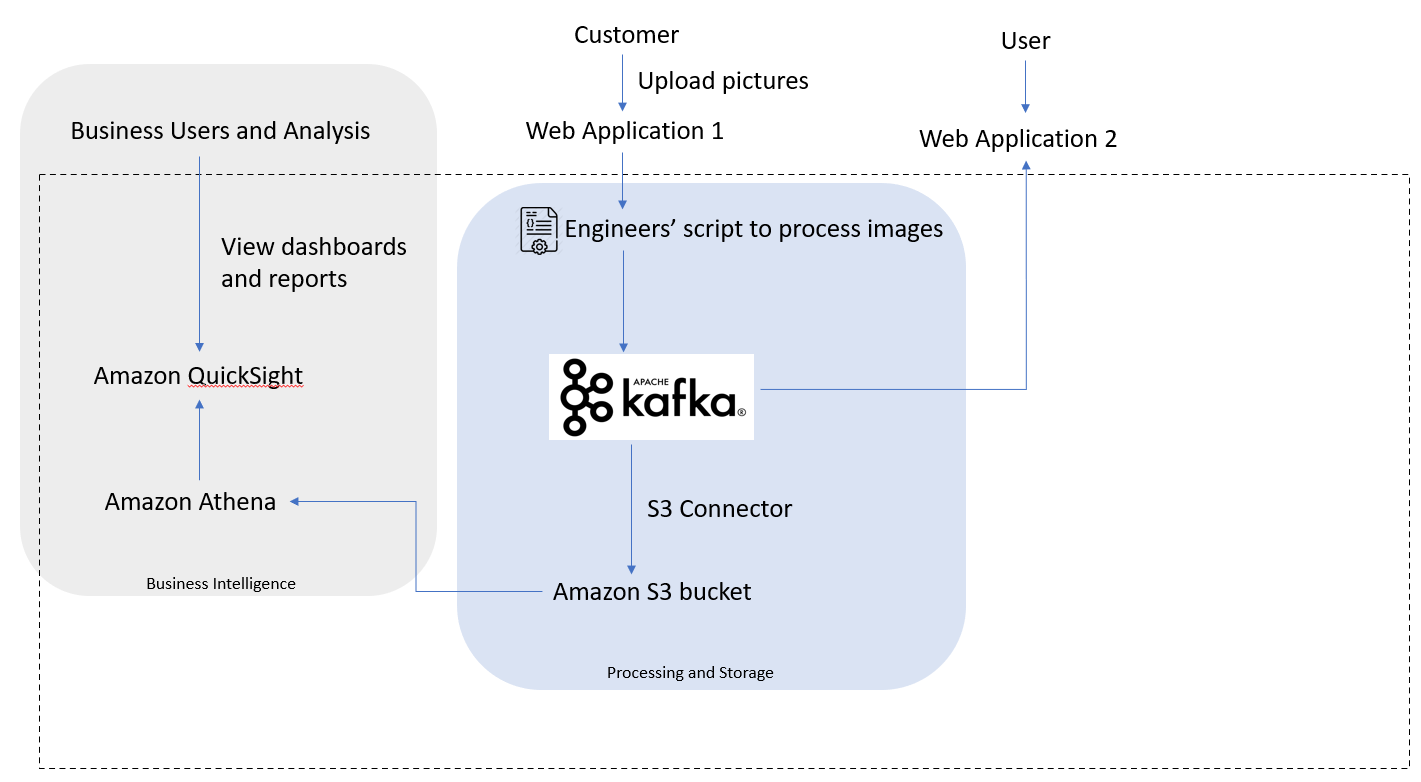 Customer
User
Upload pictures
Business Users and Analysis
Web Application 1
Web Application 2
{}
Engineers’ script to process images
View dashboards
and reports
Amazon QuickSight
APACHE
kafka®
Amazon Athena
S3 Connector
Business Intelligence
Amazon S3 bucket
Processing and Storage